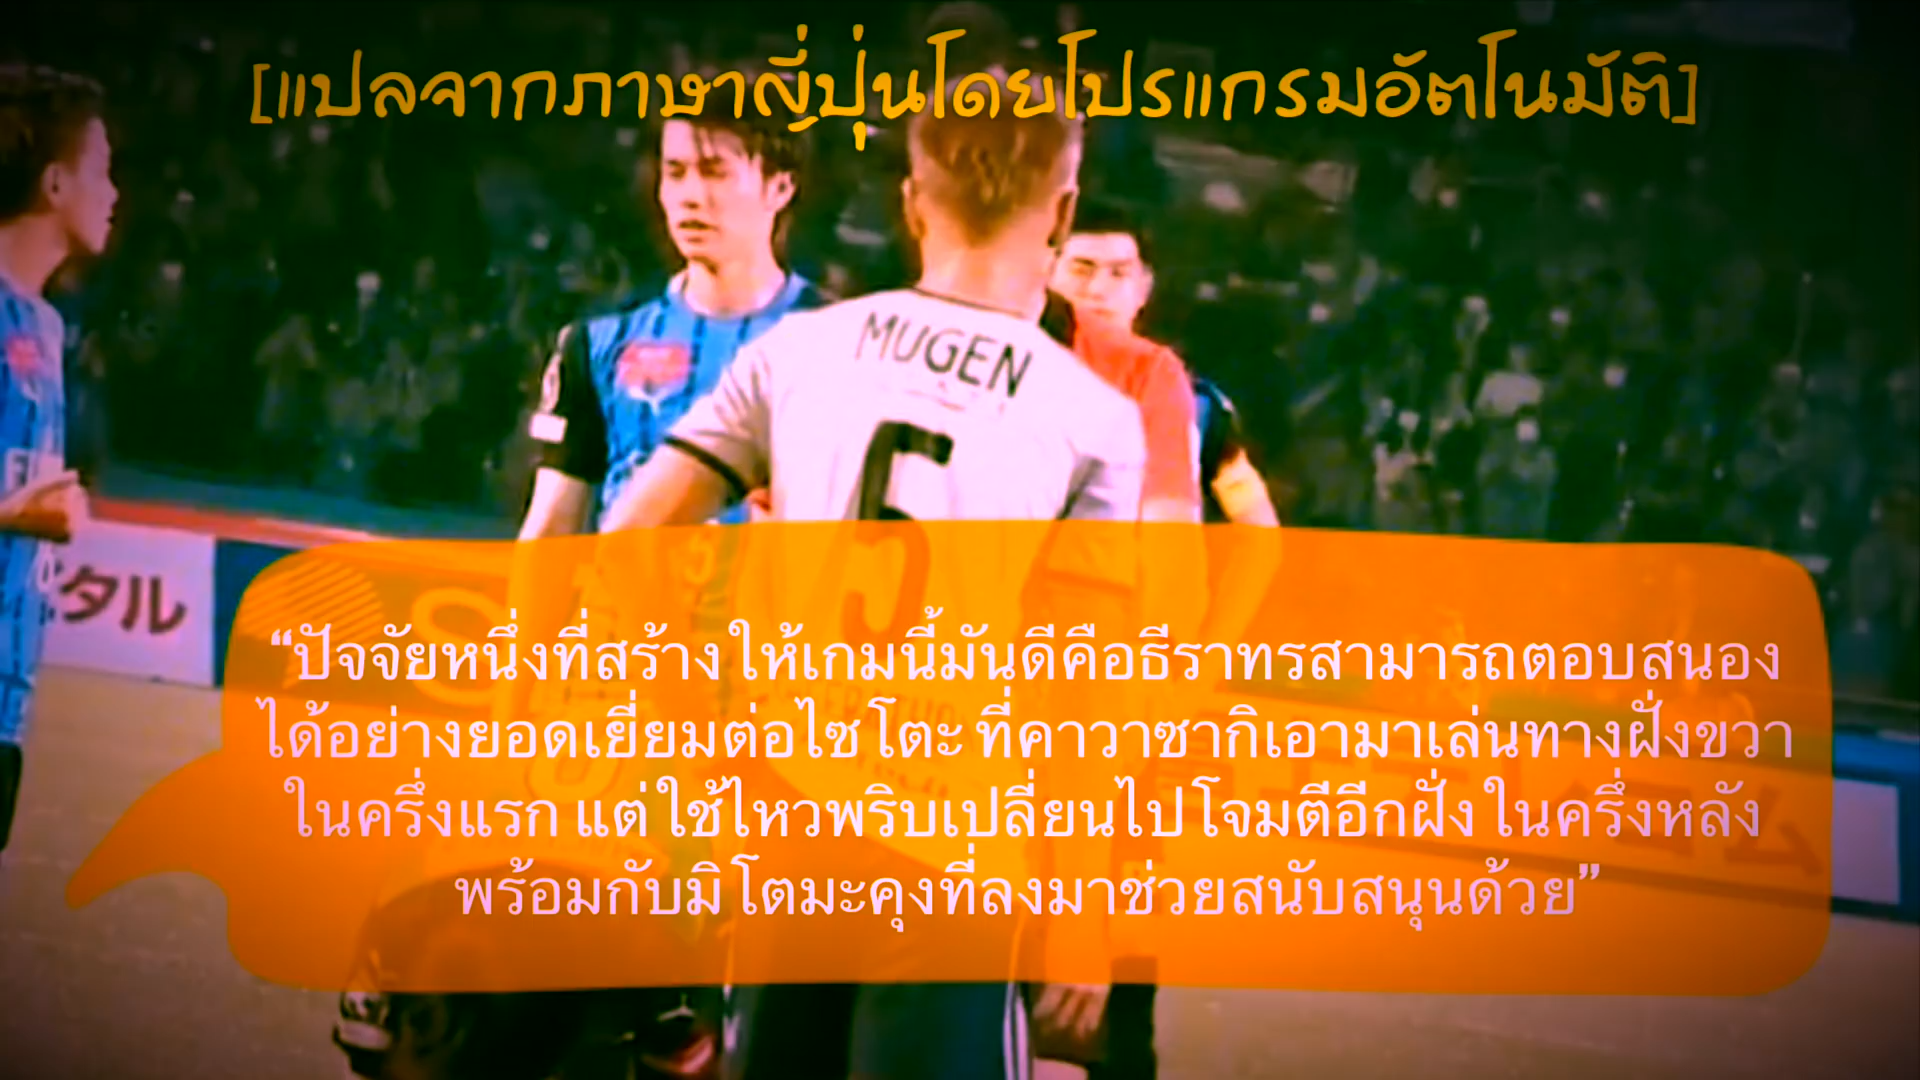 [แปลจากภาษาญี่ปุ่นโดยโปรแกรมอัตโนมัติ]
MUGEN
5
タル
“ปัจจัยหนึ่งที่สร้างให้เกมนี้มันดีคือธีราทรสามารถตอบสนอง
ได้อย่างยอดเยี่ยมต่อไซโตะ ที่คาวาซากิเอามาเล่นทางฝั่งขวา
ในครึ่งแรก แต่ใช้ไหวพริบเปลี่ยนไปโจมตีอีกฝั่งในครึ่งหลัง
พร้อมกับมิโตมะคุงที่ลงมาช่วยสนับสนุนด้วย”